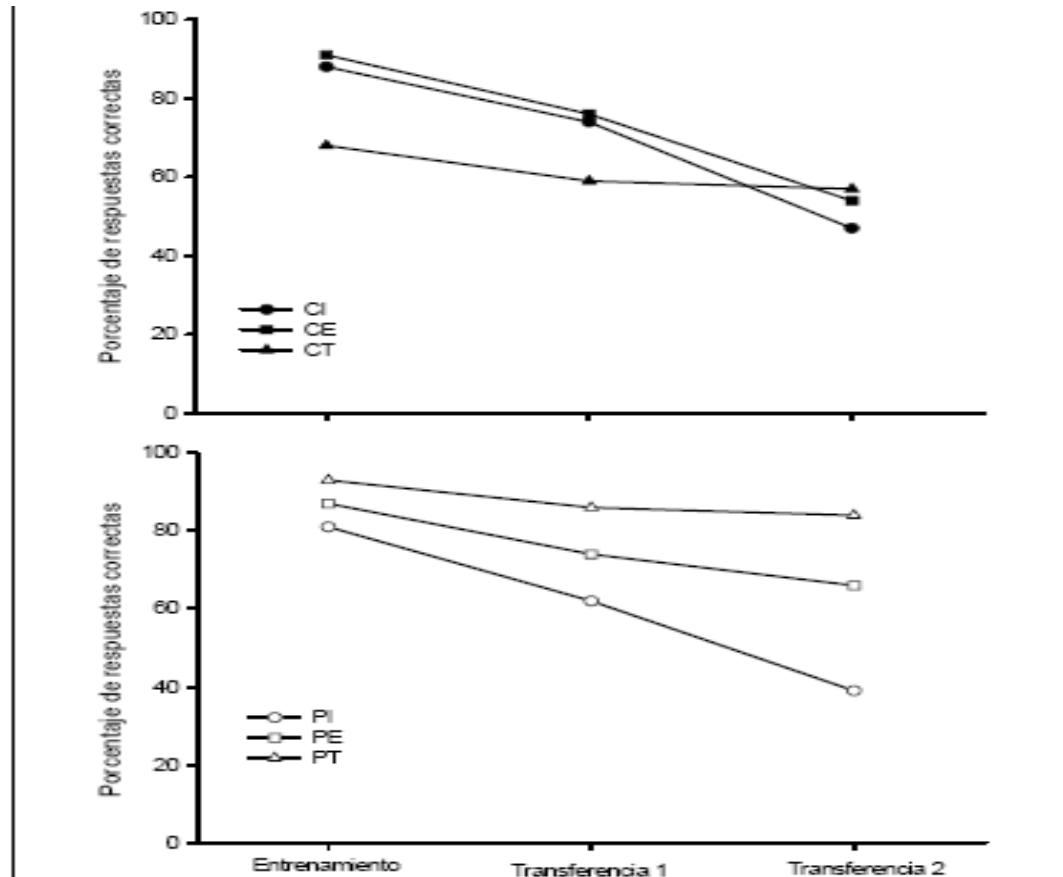 100
80
60
40
20
0
Porcentaje de respuestas correctas
CI
CE
CT
100
80
60
40
20
0
Porcentaje de respuestas correctas
PI
PE
PT
Entrenamiento
Transferencia 1
Transferencia 2